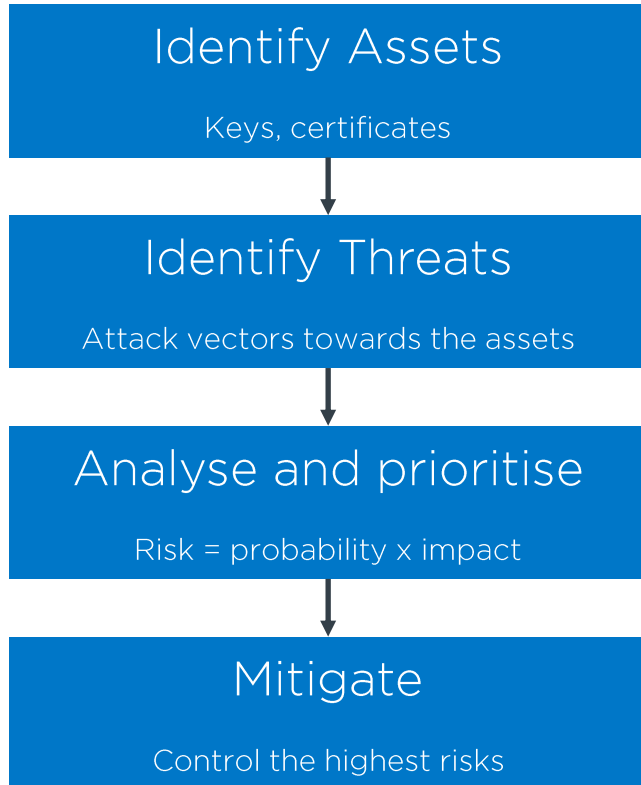 Identify Assets
Keys, certificates
Identify Threats
Attack vectors towards the assets
Analyse and prioritise
Risk = probability x impact
Mitigate
Control the highest risks